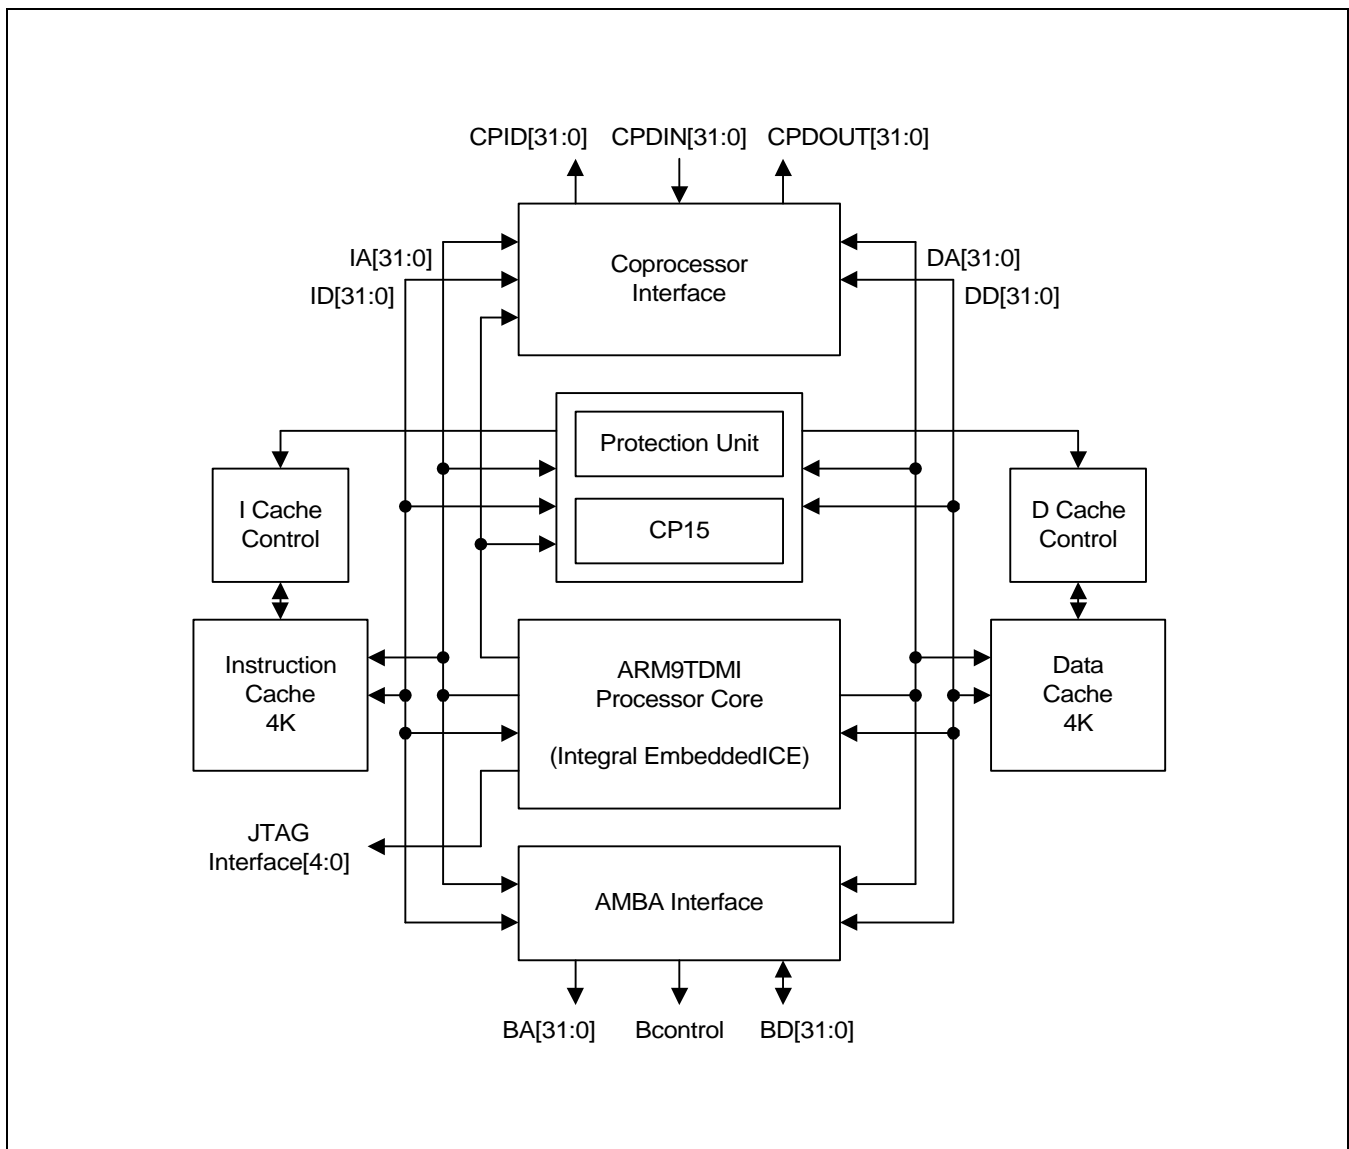 CPID[31:0] CPDIN[31:0] CPDOUT[31:0]
IA[31:0]
ID[31:0]
Coprocessor
Interface
DA[31:0]
DD[31:0]
Protection Unit
CP15
I Cache
Control
D Cache
Control
Instruction
Cache
4K
ARM9TDMI
Processor Core
(Integral EmbeddedICE)
Data
Cache
4K
JTAG
Interface[4:0]
AMBA Interface
BA[31:0] Bcontrol BD[31:0]